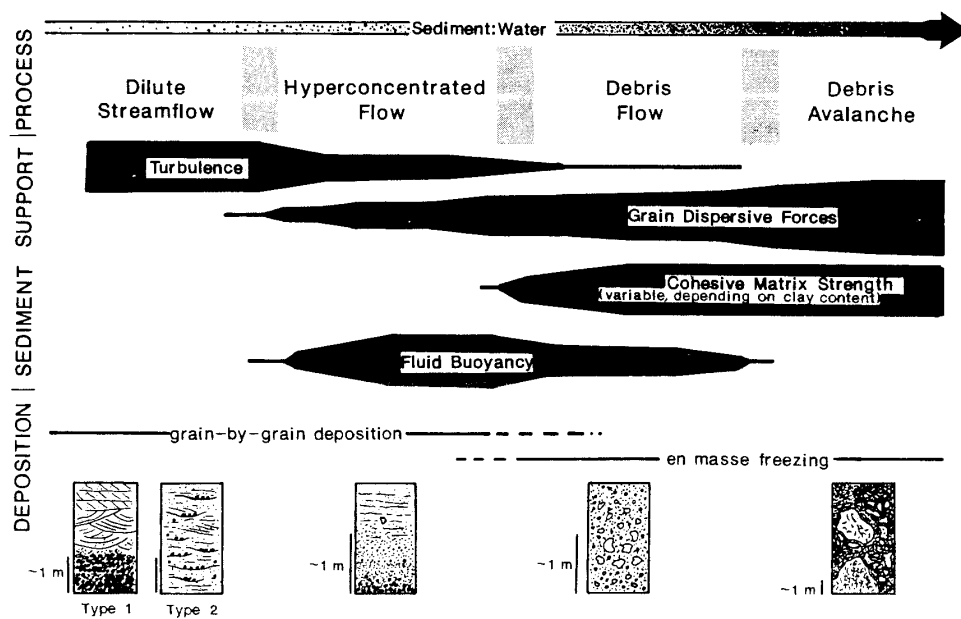 Sediment:Water
PROCESS
Dilute
Streamflow
Hyperconcentrated
Flow
Debris
Flow
Debris
Avalanche
SEDIMENT SUPPORT
Turbulence
Grain Dispersive Forces
Cohesive Matrix Strength
(variable, depending on clay content)
Fluid Buoyancy
DEPOSITION
grain-by-grain deposition
en masse freezing
~1 m
Type 1
Type 2
~1 m
~1 m
~1 m